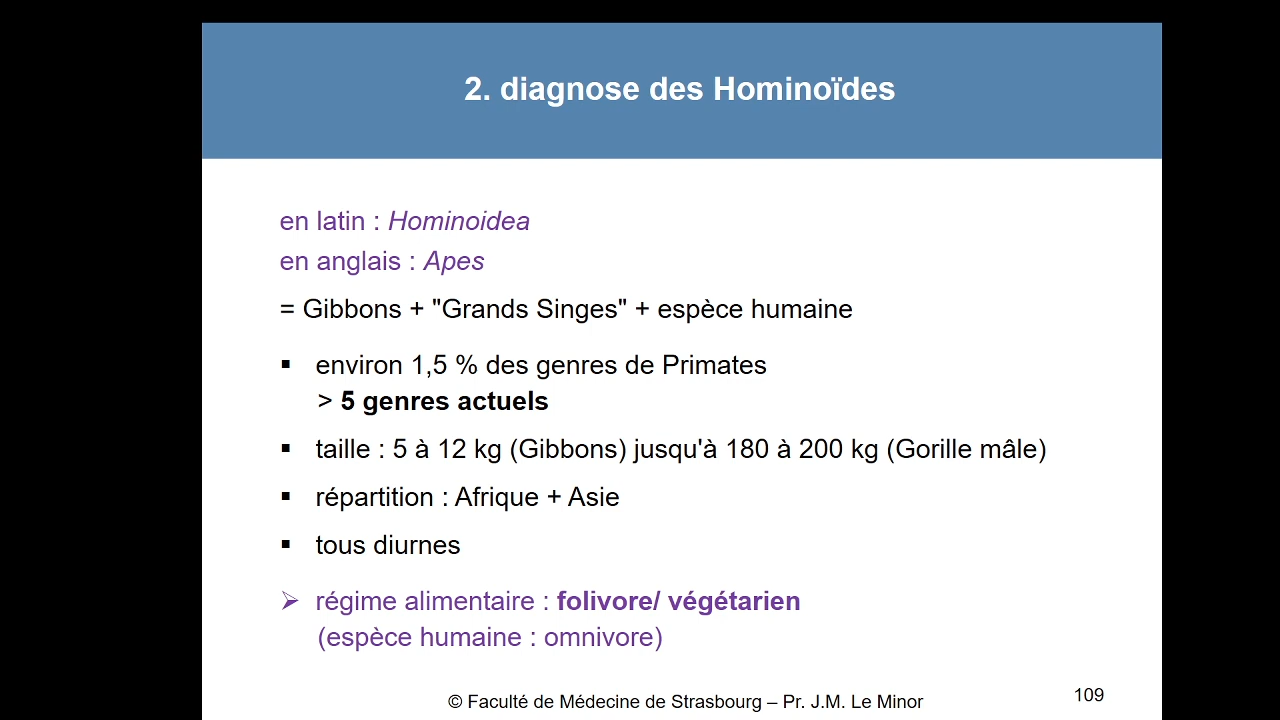 2. diagnose des Hominoïdes
en latin : Hominoidea
en anglais : Apes
= Gibbons + "Grands Singes" + espèce humaine
▪ environ 1,5 % des genres de Primates
> 5 genres actuels
▪ taille : 5 à 12 kg (Gibbons) jusqu'à 180 à 200 kg (Gorille mâle)
▪ répartition : Afrique + Asie
▪ tous diurnes
➢ régime alimentaire : folivore/ végétarien
(espèce humaine : omnivore)
© Faculté de Médecine de Strasbourg – Pr. J.M. Le Minor
109